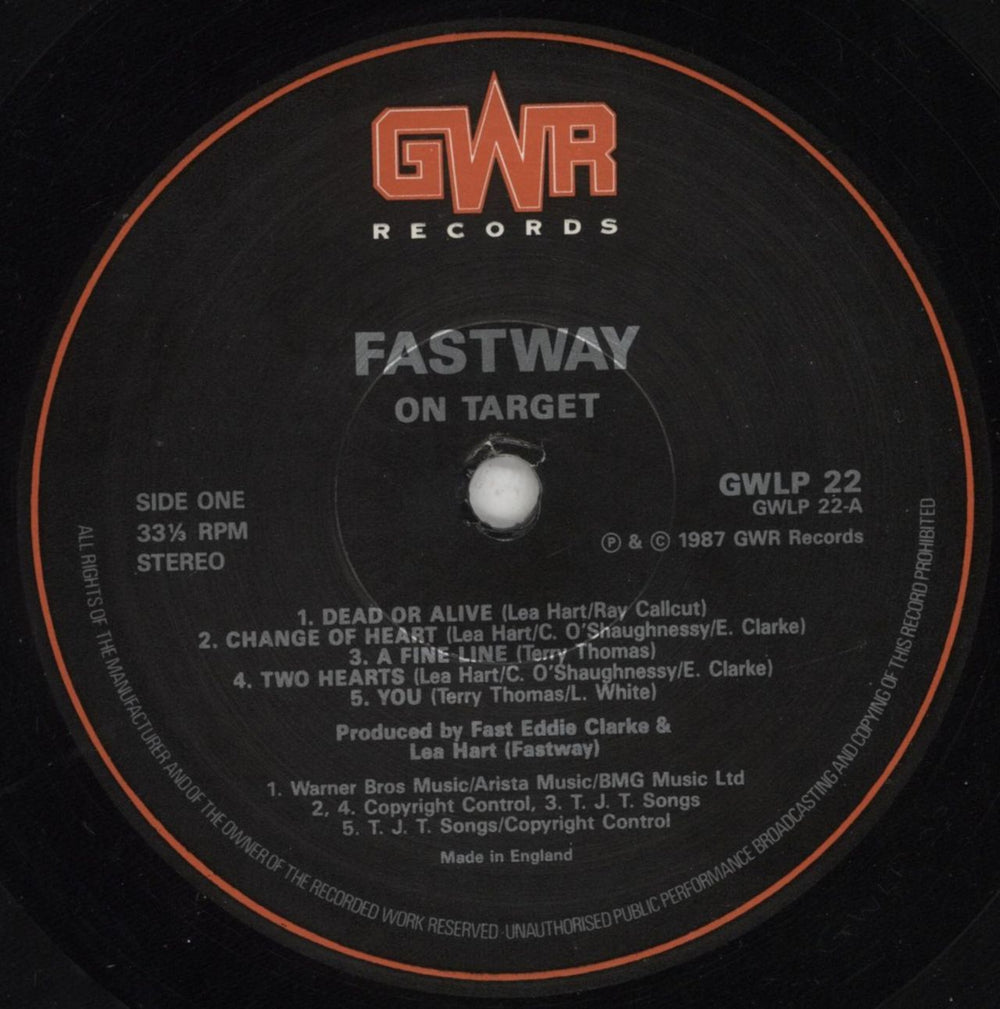 GWR
RECORDS
FASTWAY
ON TARGET
SIDE ONE
33⅓ RPM
STEREO
GWLP 22
GWLP 22-A
℗ & © 1987 GWR Records
1. DEAD OR ALIVE (Lea Hart/Ray Callcut)
2. CHANGE OF HEART (Lea Hart/C. O'Shaughnessy/E. Clarke)
3. A FINE LINE (Terry Thomas)
4. TWO HEARTS (Lea Hart/C. O'Shaughnessy/E. Clarke)
5. YOU (Terry Thomas/L. White)
Produced by Fast Eddie Clarke &
Lea Hart (Fastway)
1. Warner Bros Music/Arista Music/BMG Music Ltd
2, 4. Copyright Control, 3. T. J. T. Songs
5. T. J. T. Songs/Copyright Control
Made in England
ALL RIGHTS OF THE MANUFACTURER AND OF THE OWNER OF THE RECORDED WORK RESERVED · UNAUTHORISED PUBLIC PERFORMANCE BROADCASTING AND COPYING OF THIS RECORD PROHIBITED